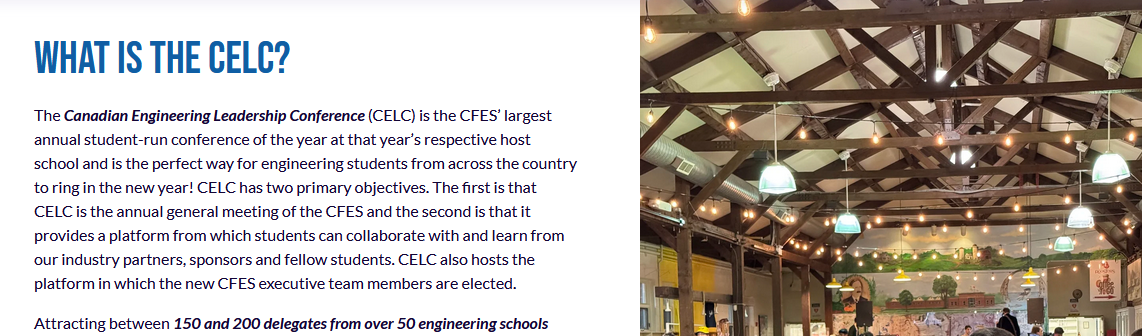 WHAT IS THE CELC?
The Canadian Engineering Leadership Conference (CELC) is the CFES’ largest
annual student-run conference of the year at that year’s respective host
school and is the perfect way for engineering students from across the country
to ring in the new year! CELC has two primary objectives. The first is that
CELC is the annual general meeting of the CFES and the second is that it
provides a platform from which students can collaborate with and learn from
our industry partners, sponsors and fellow students. CELC also hosts the
platform in which the new CFES executive team members are elected.
Attracting between 150 and 200 delegates from over 50 engineering schools